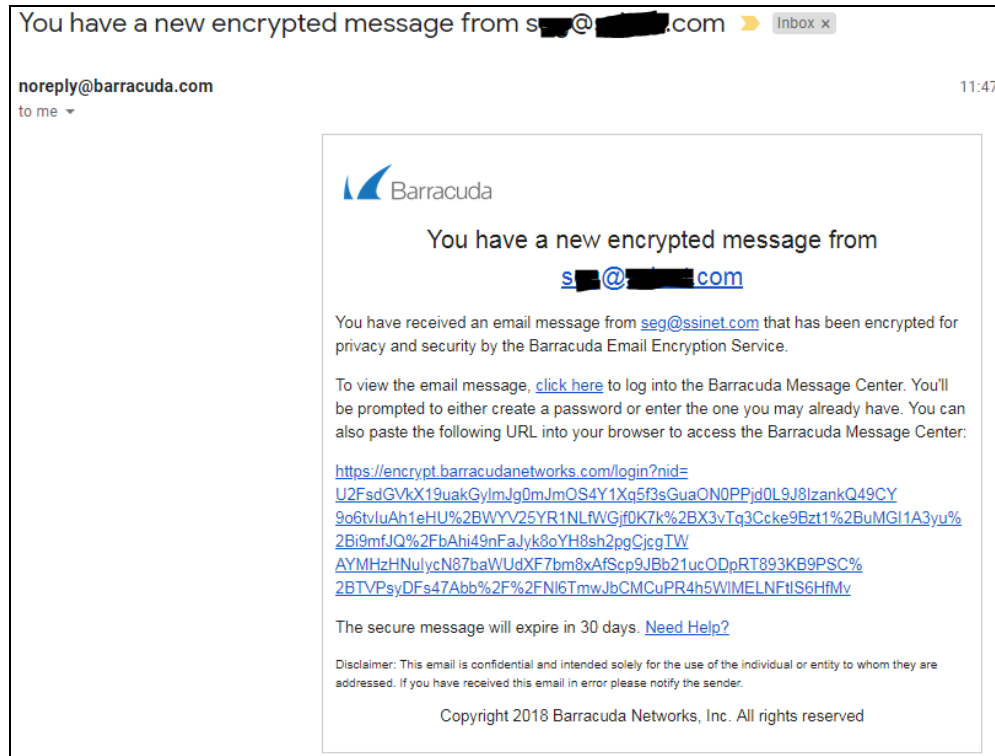 You have a new encrypted message from s @ .com Inbox x
noreply@barracuda.com 11:47
to me
Barracuda
You have a new encrypted message from
s @ .com
You have received an email message from seg@ssinet.com that has been encrypted for
privacy and security by the Barracuda Email Encryption Service.
To view the email message, click here to log into the Barracuda Message Center. You'll
be prompted to either create a password or enter the one you may already have. You can
also paste the following URL into your browser to access the Barracuda Message Center:
https://encrypt.barracudanetworks.com/login?nid=
U2FsdGVkX19uakGylmJg0mJmOS4Y1Xq5f3sGuaON0PPjd0L9J8IzankQ49CY
9o6tvIuAh1eHU%2BWYV25YR1NLfWGjf0K7k%2BX3vTq3Ccke9Bzt1%2BuMGI1A3yu%
2Bi9mfJQ%2FbAhi49nFaJyk8oYH8sh2pgCjcgTW
AYMHzHNuIycN87baWUdXF7bm8xAfScp9JBb21ucODpRT893KB9PSC%
2BTVPsyDFs47Abb%2F%2FNl6TmwJbCMCuPR4h5WlMELNFtIS6HfMv
The secure message will expire in 30 days. Need Help?
Disclaimer: This email is confidential and intended solely for the use of the individual or entity to whom they are
addressed. If you have received this email in error please notify the sender.
Copyright 2018 Barracuda Networks, Inc. All rights reserved